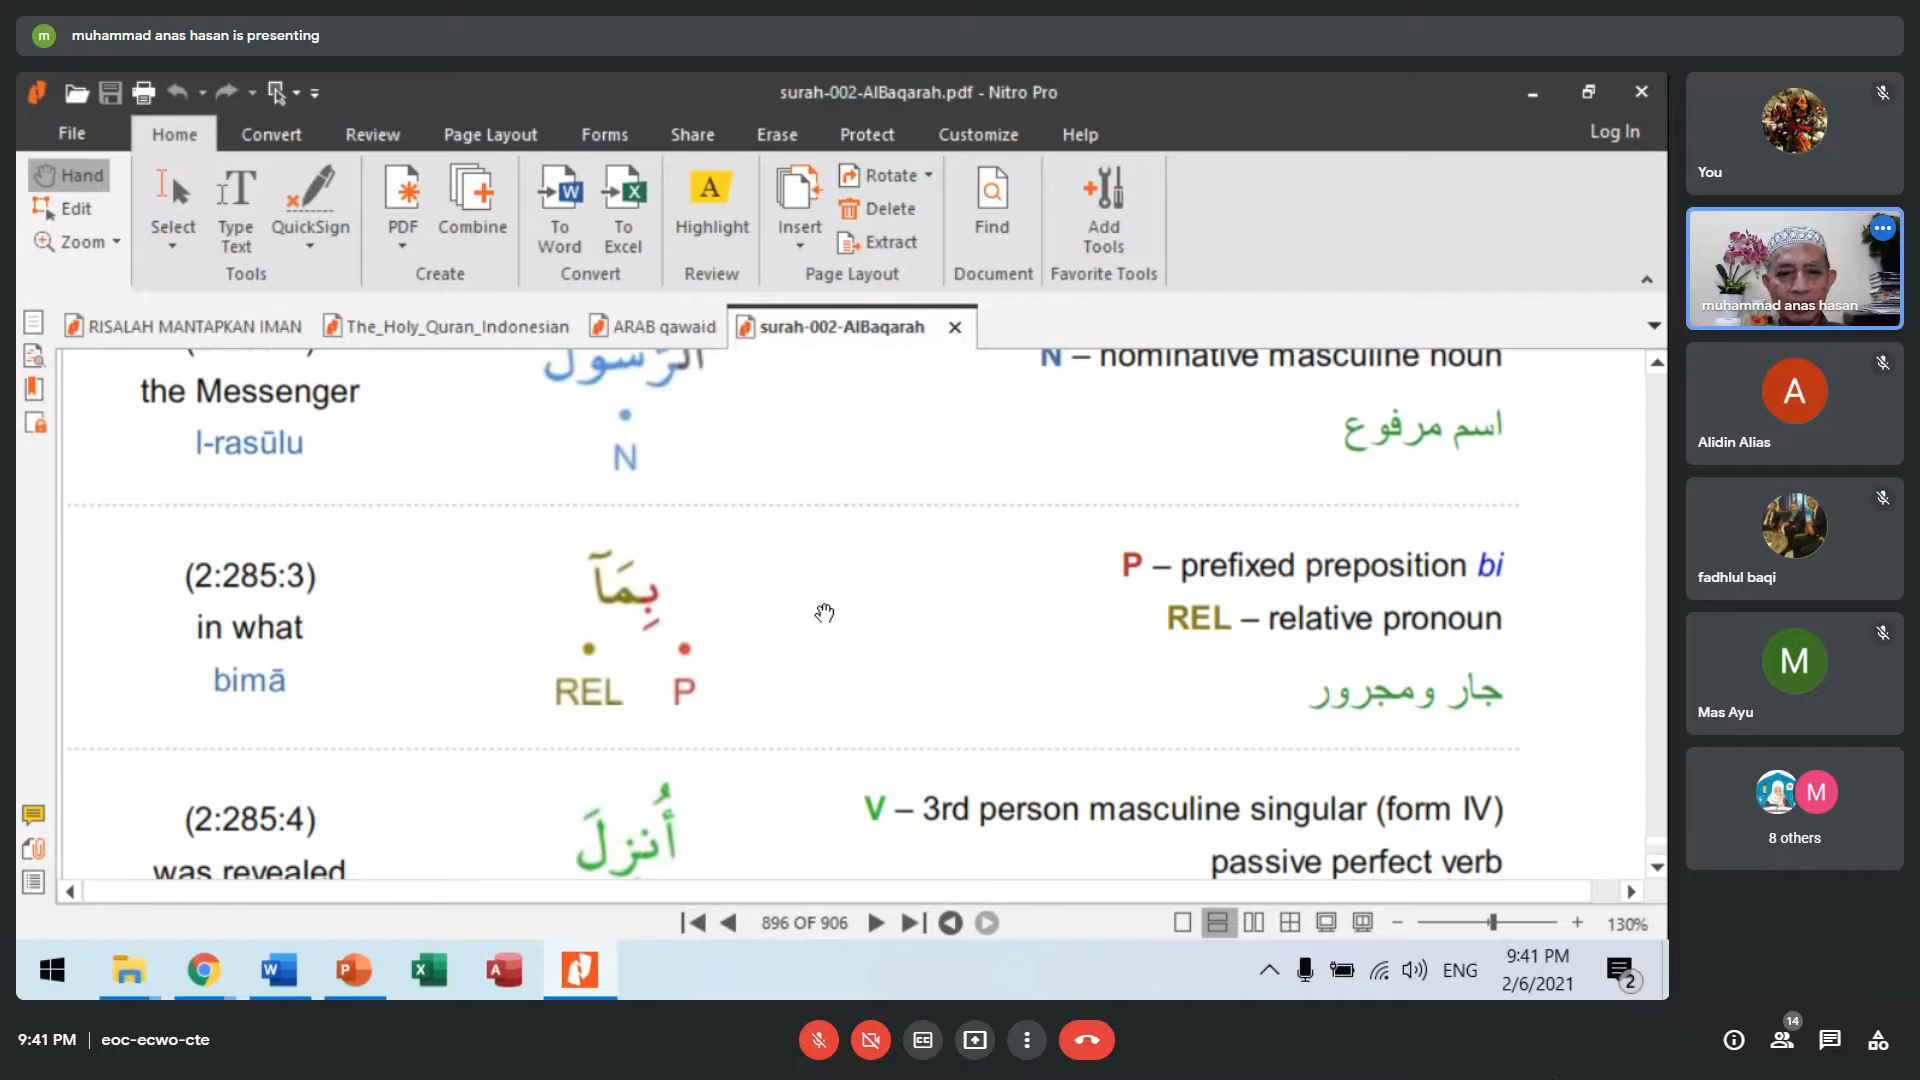 m muhammad anas hasan is presenting
surah-002-AlBaqarah.pdf - Nitro Pro
File Home Convert Review Page Layout Forms Share Erase Protect Customize Help Log In
Hand
Edit
Zoom
Select
Type Text
QuickSign
Tools
PDF
Combine
Create
To Word
To Excel
Convert
Highlight
Review
Insert
Rotate
Delete
Extract
Page Layout
Find
Document
Add Tools
Favorite Tools
RISALAH MANTAPKAN IMAN The_Holy_Quran_Indonesian ARAB qawaid surah-002-AlBaqarah
the Messenger
l-rasūlu
الرَّسُولُ
N
N – nominative masculine noun
اسم مرفوع
(2:285:3)
in what
bimā
بِمَآ
REL P
P – prefixed preposition bi
REL – relative pronoun
جار ومجرور
(2:285:4)
was revealed
أُنزِلَ
V – 3rd person masculine singular (form IV)
passive perfect verb
896 OF 906
130%
ENG
9:41 PM
2/6/2021
2
You
muhammad anas hasan
A
Alidin Alias
fadhlul baqi
M
Mas Ayu
M
8 others
9:41 PM | eoc-ecwo-cte
14